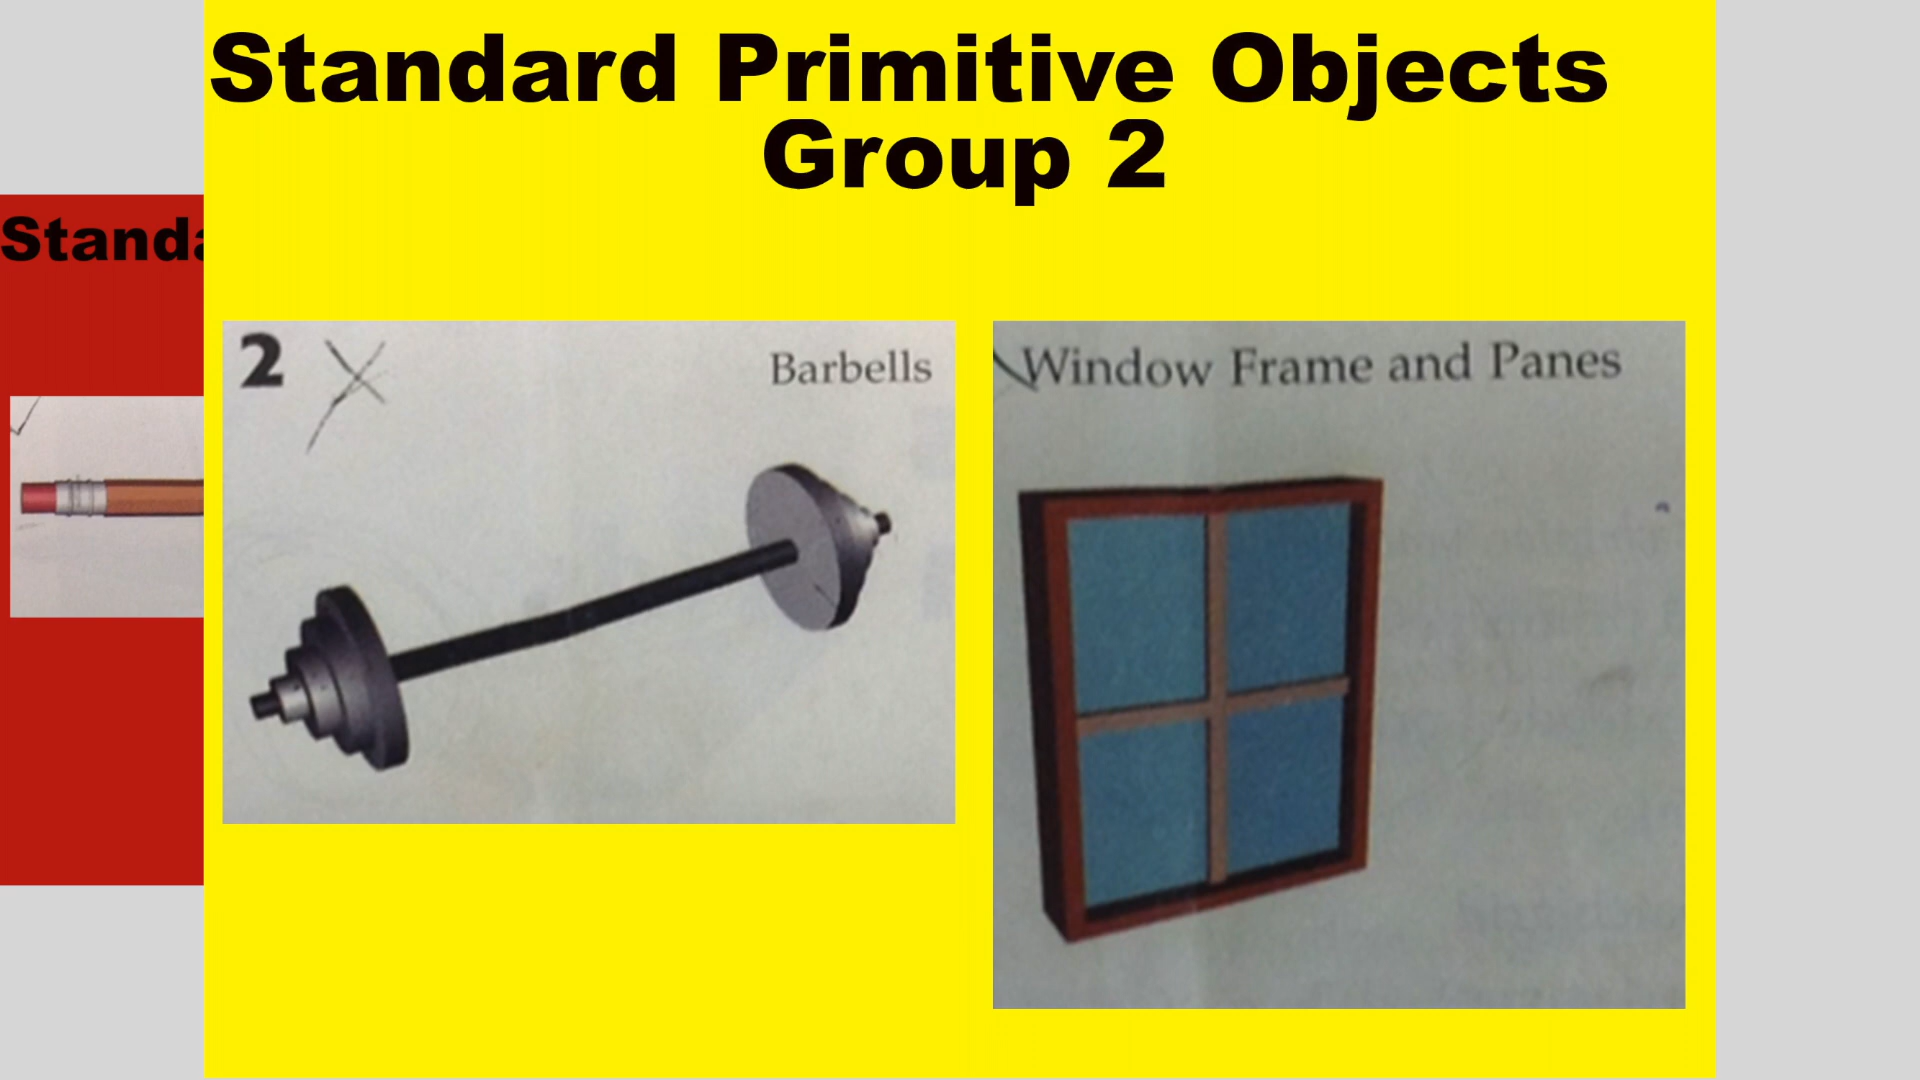 Standard Primitive Objects
Group 2
Standa
2
Barbells
Window Frame and Panes